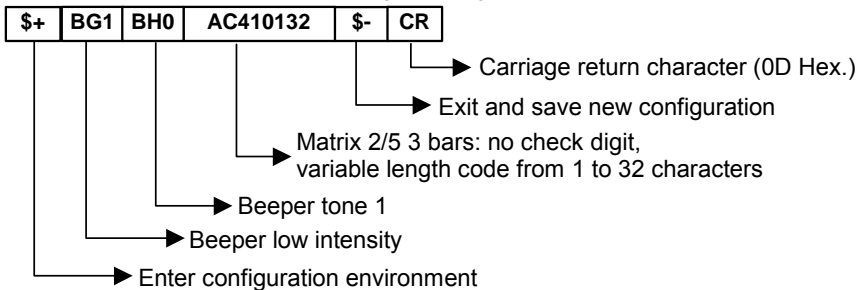 $+ BG1 BH0 AC410132 $- CR
Carriage return character (0D Hex.)
Exit and save new configuration
Matrix 2/5 3 bars: no check digit,
variable length code from 1 to 32 characters
Beeper tone 1
Beeper low intensity
Enter configuration environment